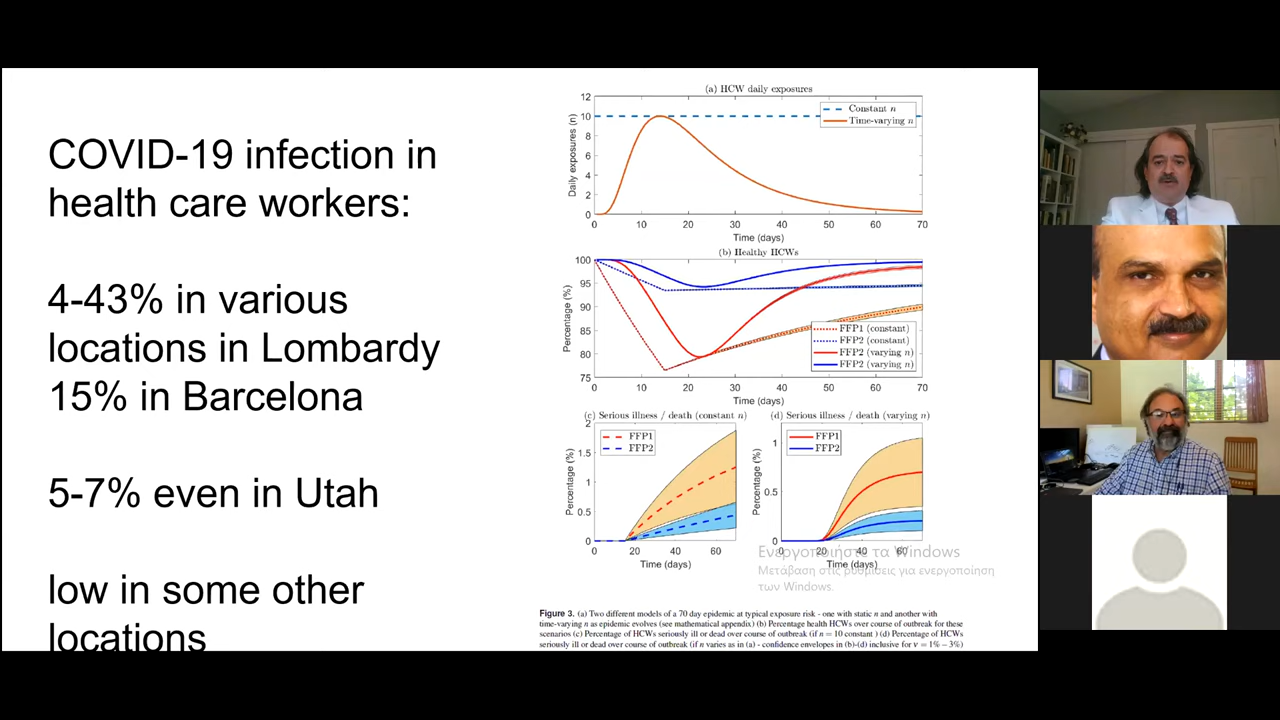 COVID-19 infection in
health care workers:
4-43% in various
locations in Lombardy
15% in Barcelona
5-7% even in Utah
low in some other
locations
(a) HCW daily exposures
12
10
8
6
4
2
0
Daily exposures (n)
Constant n
Time-varying n
0 10 20 30 40 50 60 70
Time (days)
(b) Healthy HCWs
100
95
90
85
80
75
Percentage (%)
FFP1 (constant)
FFP2 (constant)
FFP2 (varying n)
FFP2 (varying n)
0 10 20 30 40 50 60 70
Time (days)
(c) Serious illness / death (constant n)
2
1.5
1
0.5
0
Percentage (%)
FFP1
FFP2
0 20 40 60
Time (days)
(d) Serious illness / death (varying n)
1
0.5
0
Percentage (%)
FFP1
FFP2
0 20 40 60
Time (days)
Ενεργοποιήστε τα Windows
Μετάβαση στις ρυθμίσεις για ενεργοποίηση
των Windows.
Figure 3. (a) Two different models of a 70 day epidemic at typical exposure risk - one with static n and another with
time-varying n as epidemic evolves (see mathematical appendix) (b) Percentage health HCWs over course of outbreak for these
scenarios (c) Percentage of HCWs seriously ill or dead over course of outbreak (if n = 10 constant ) (d) Percentage of HCWs
seriously ill or dead over course of outbreak (if n varies as in (a) - confidence envelopes in (b)-(d) inclusive for ν = 1% − 3%)